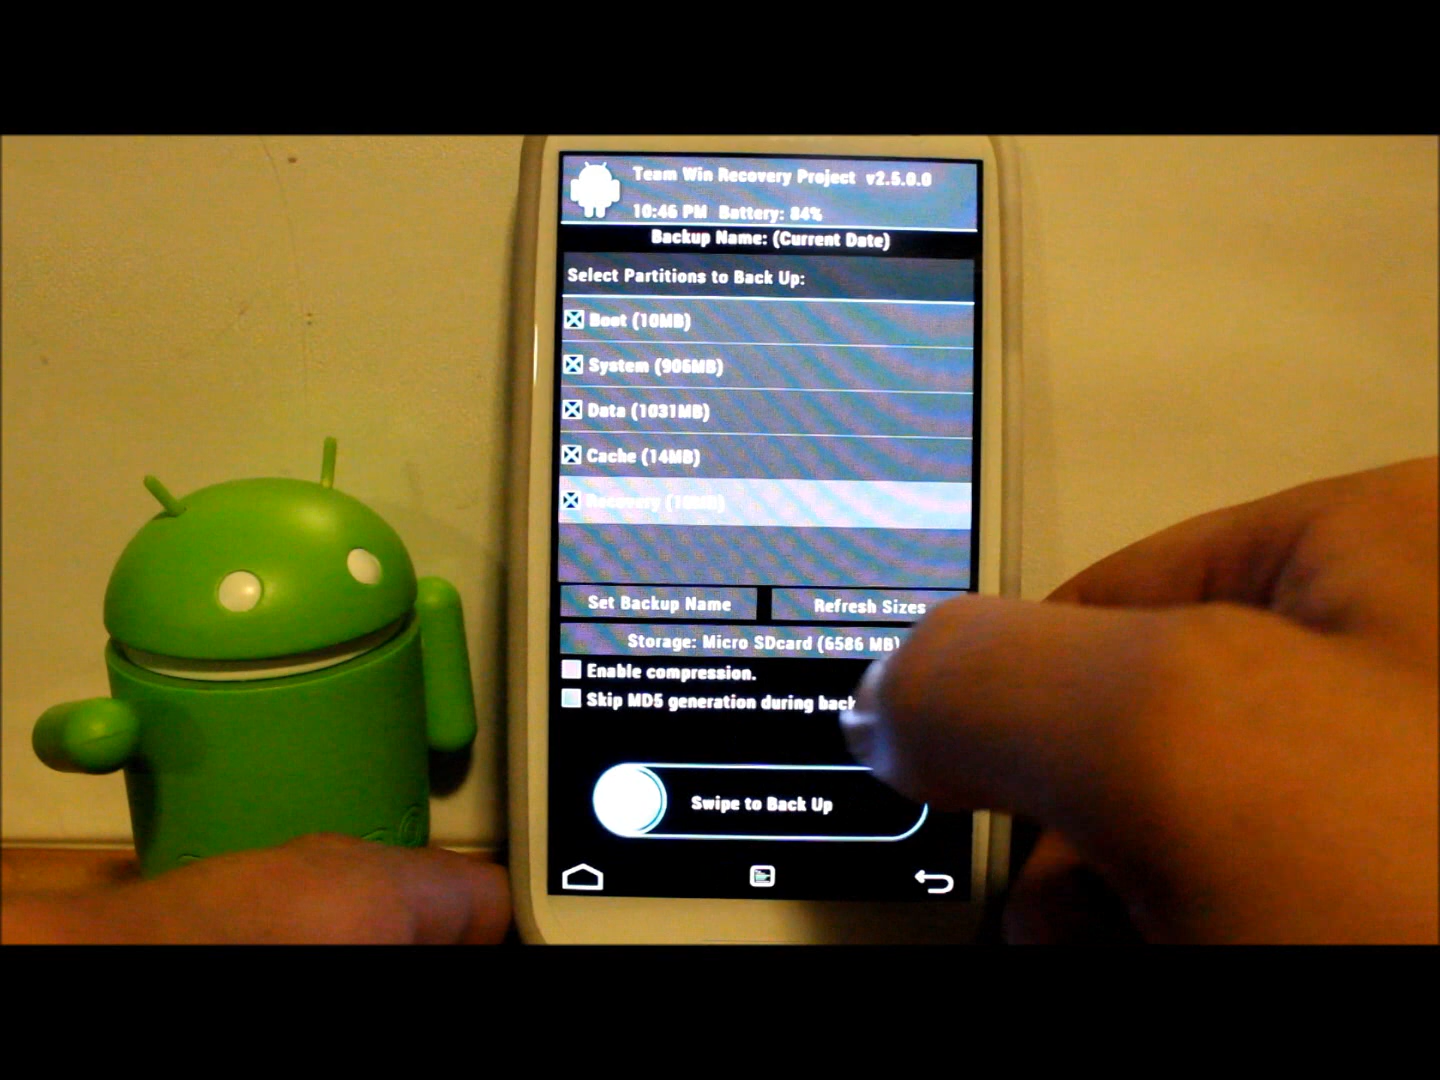 Team Win Recovery Project v2.5.0.0
10:46 PM Battery: 84%
Backup Name: (Current Date)
Select Partitions to Back Up:
Boot (10MB)
System (906MB)
Data (1031MB)
Cache (14MB)
Recovery
Set Backup Name
Refresh Sizes
Storage: Micro SDcard (6586 MB)
Enable compression.
Skip MD5 generation during back
Swipe to Back Up